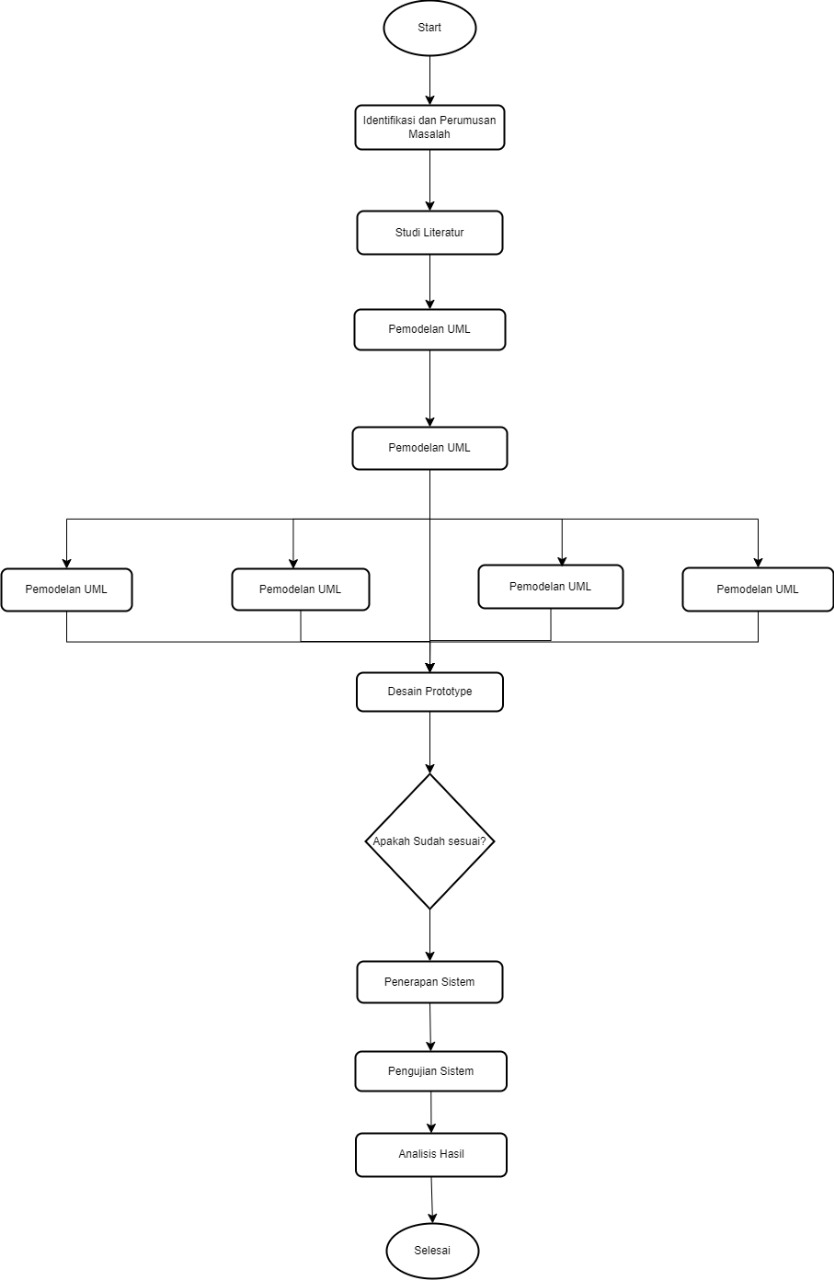 Start
Identifikasi dan Perumusan
Masalah
Studi Literatur
Pemodelan UML
Pemodelan UML
Pemodelan UML
Pemodelan UML
Pemodelan UML
Pemodelan UML
Desain Prototype
Apakah Sudah sesuai?
Penerapan Sistem
Pengujian Sistem
Analisis Hasil
Selesai